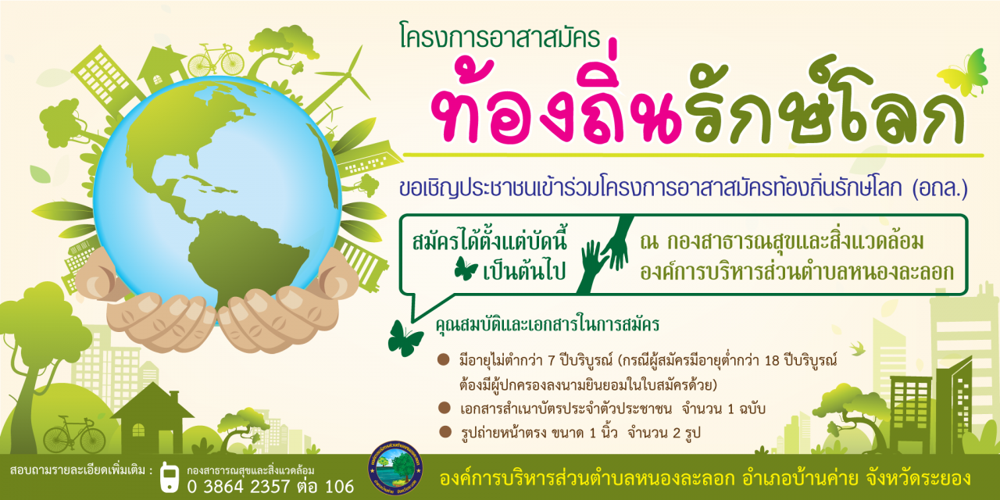 โครงการอาสาสมัคร
ท้องถิ่นรักษ์โลก
ขอเชิญประชาชนเข้าร่วมโครงการอาสาสมัครท้องถิ่นรักษ์โลก (อถล.)
สมัครได้ตั้งแต่บัดนี้
เป็นต้นไป
ณ กองสาธารณสุขและสิ่งแวดล้อม
องค์การบริหารส่วนตำบลหนองละลอก
คุณสมบัติและเอกสารในการสมัคร
● มีอายุไม่ตำกว่า 7 ปีบริบูรณ์ (กรณีผู้สมัครมีอายุต่ำกว่า 18 ปีบริบูรณ์
ต้องมีผู้ปกครองลงนามยินยอมในใบสมัครด้วย)
● เอกสารสำเนาบัตรประจำตัวประชาชน จำนวน 1 ฉบับ
● รูปถ่ายหน้าตรง ขนาด 1 นิ้ว จำนวน 2 รูป
สอบถามรายละเอียดเพิ่มเติม :
กองสาธารณสุขและสิ่งแวดล้อม
0 3864 2357 ต่อ 106
องค์การบริหารส่วนตำบลหนองละลอก อำเภอบ้านค่าย จังหวัดระยอง